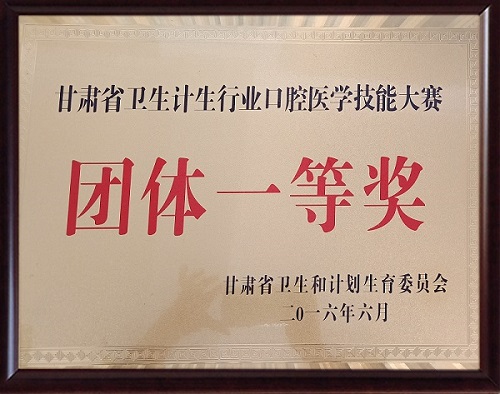 甘肃省卫生计生行业口腔医学技能大赛
团体一等奖
甘肃省卫生和计划生育委员会
二0一六年六月